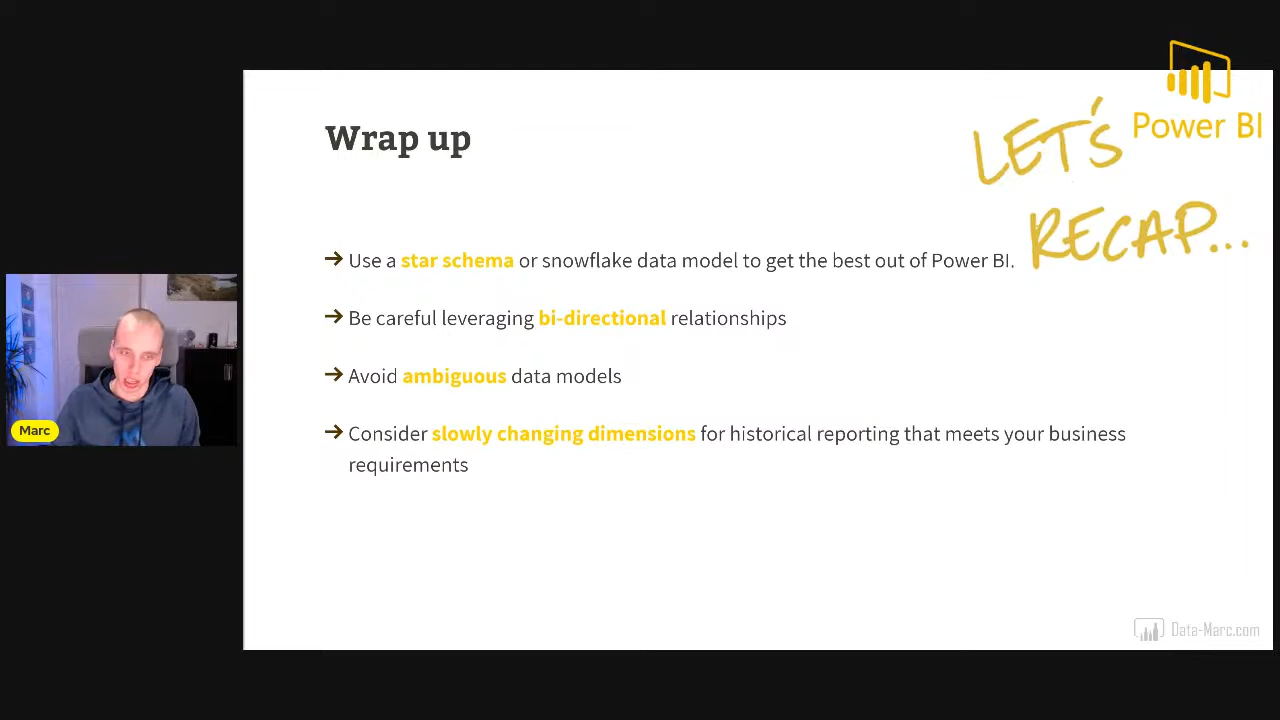 Power BI
Wrap up
LET'S
RECAP...
→ Use a star schema or snowflake data model to get the best out of Power BI.
→ Be careful leveraging bi-directional relationships
→ Avoid ambiguous data models
→ Consider slowly changing dimensions for historical reporting that meets your business
requirements
Marc
Data-Marc.com